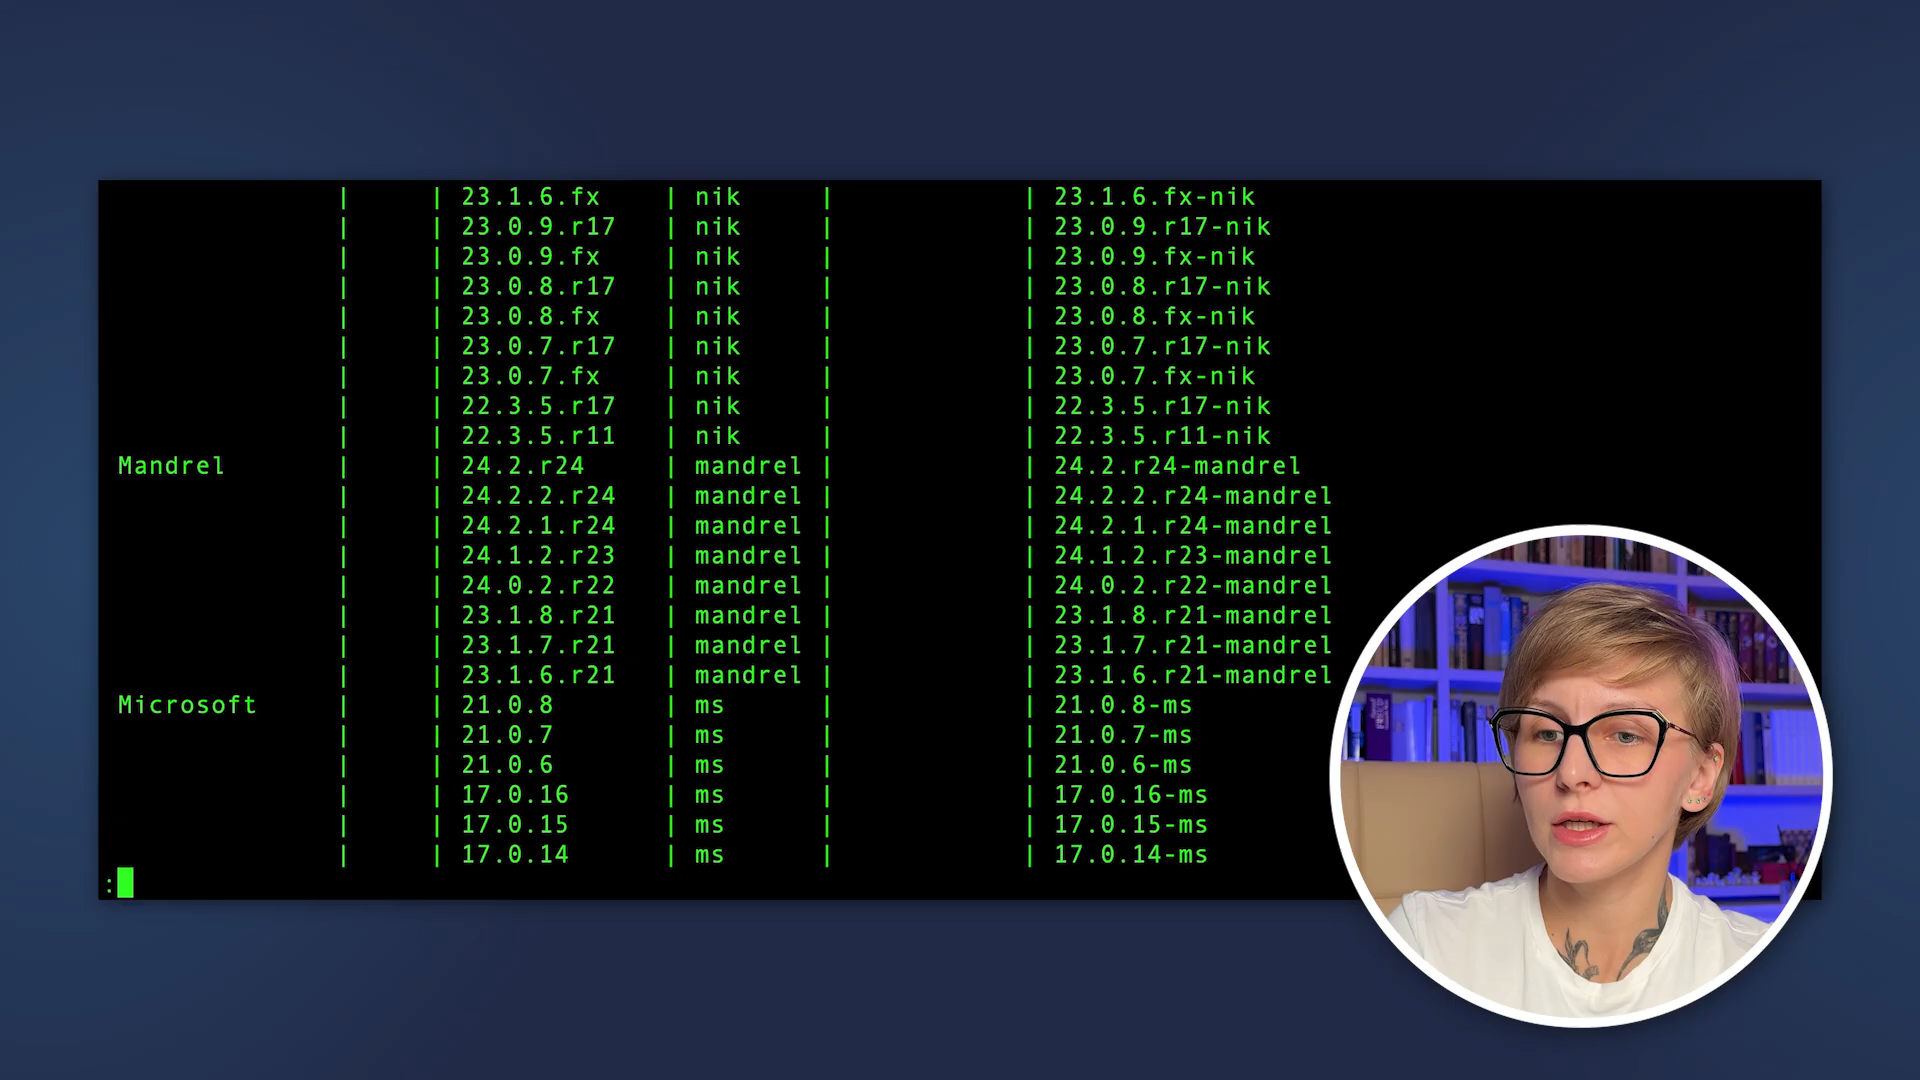 | | 23.1.6.fx | nik | | 23.1.6.fx-nik
| | 23.0.9.r17 | nik | | 23.0.9.r17-nik
| | 23.0.9.fx | nik | | 23.0.9.fx-nik
| | 23.0.8.r17 | nik | | 23.0.8.r17-nik
| | 23.0.8.fx | nik | | 23.0.8.fx-nik
| | 23.0.7.r17 | nik | | 23.0.7.r17-nik
| | 23.0.7.fx | nik | | 23.0.7.fx-nik
| | 22.3.5.r17 | nik | | 22.3.5.r17-nik
| | 22.3.5.r11 | nik | | 22.3.5.r11-nik
Mandrel | | 24.2.r24 | mandrel | | 24.2.r24-mandrel
| | 24.2.2.r24 | mandrel | | 24.2.2.r24-mandrel
| | 24.2.1.r24 | mandrel | | 24.2.1.r24-mandrel
| | 24.1.2.r23 | mandrel | | 24.1.2.r23-mandrel
| | 24.0.2.r22 | mandrel | | 24.0.2.r22-mandrel
| | 23.1.8.r21 | mandrel | | 23.1.8.r21-mandrel
| | 23.1.7.r21 | mandrel | | 23.1.7.r21-mandrel
| | 23.1.6.r21 | mandrel | | 23.1.6.r21-mandrel
Microsoft | | 21.0.8 | ms | | 21.0.8-ms
| | 21.0.7 | ms | | 21.0.7-ms
| | 21.0.6 | ms | | 21.0.6-ms
| | 17.0.16 | ms | | 17.0.16-ms
| | 17.0.15 | ms | | 17.0.15-ms
| | 17.0.14 | ms | | 17.0.14-ms
: